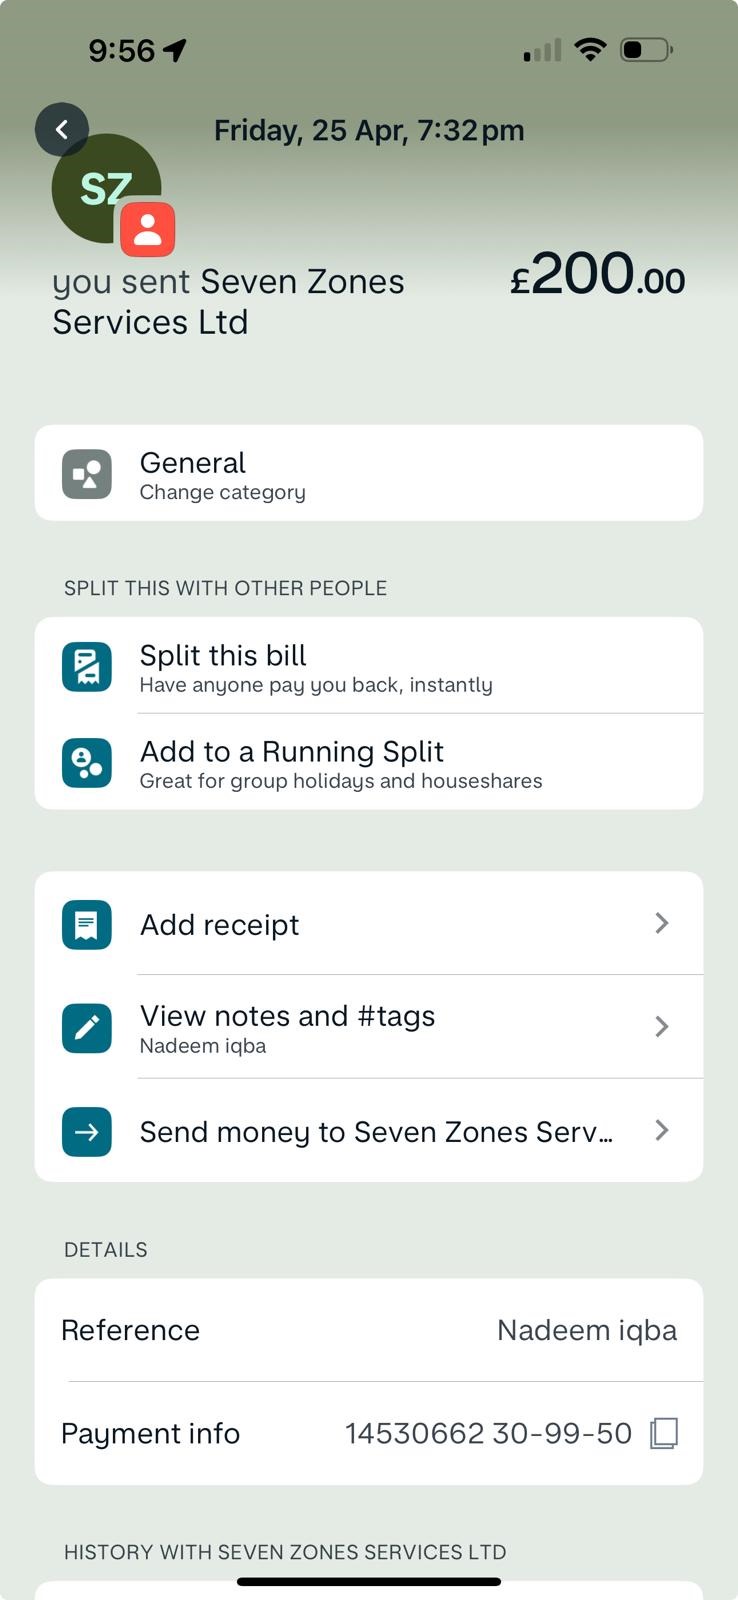 9:56
Friday, 25 Apr, 7:32pm
SZ
you sent Seven Zones
Services Ltd
£200.00
General
Change category
SPLIT THIS WITH OTHER PEOPLE
Split this bill
Have anyone pay you back, instantly
Add to a Running Split
Great for group holidays and houseshares
Add receipt
View notes and #tags
Nadeem iqba
Send money to Seven Zones Serv...
DETAILS
Reference Nadeem iqba
Payment info 14530662 30-99-50
HISTORY WITH SEVEN ZONES SERVICES LTD